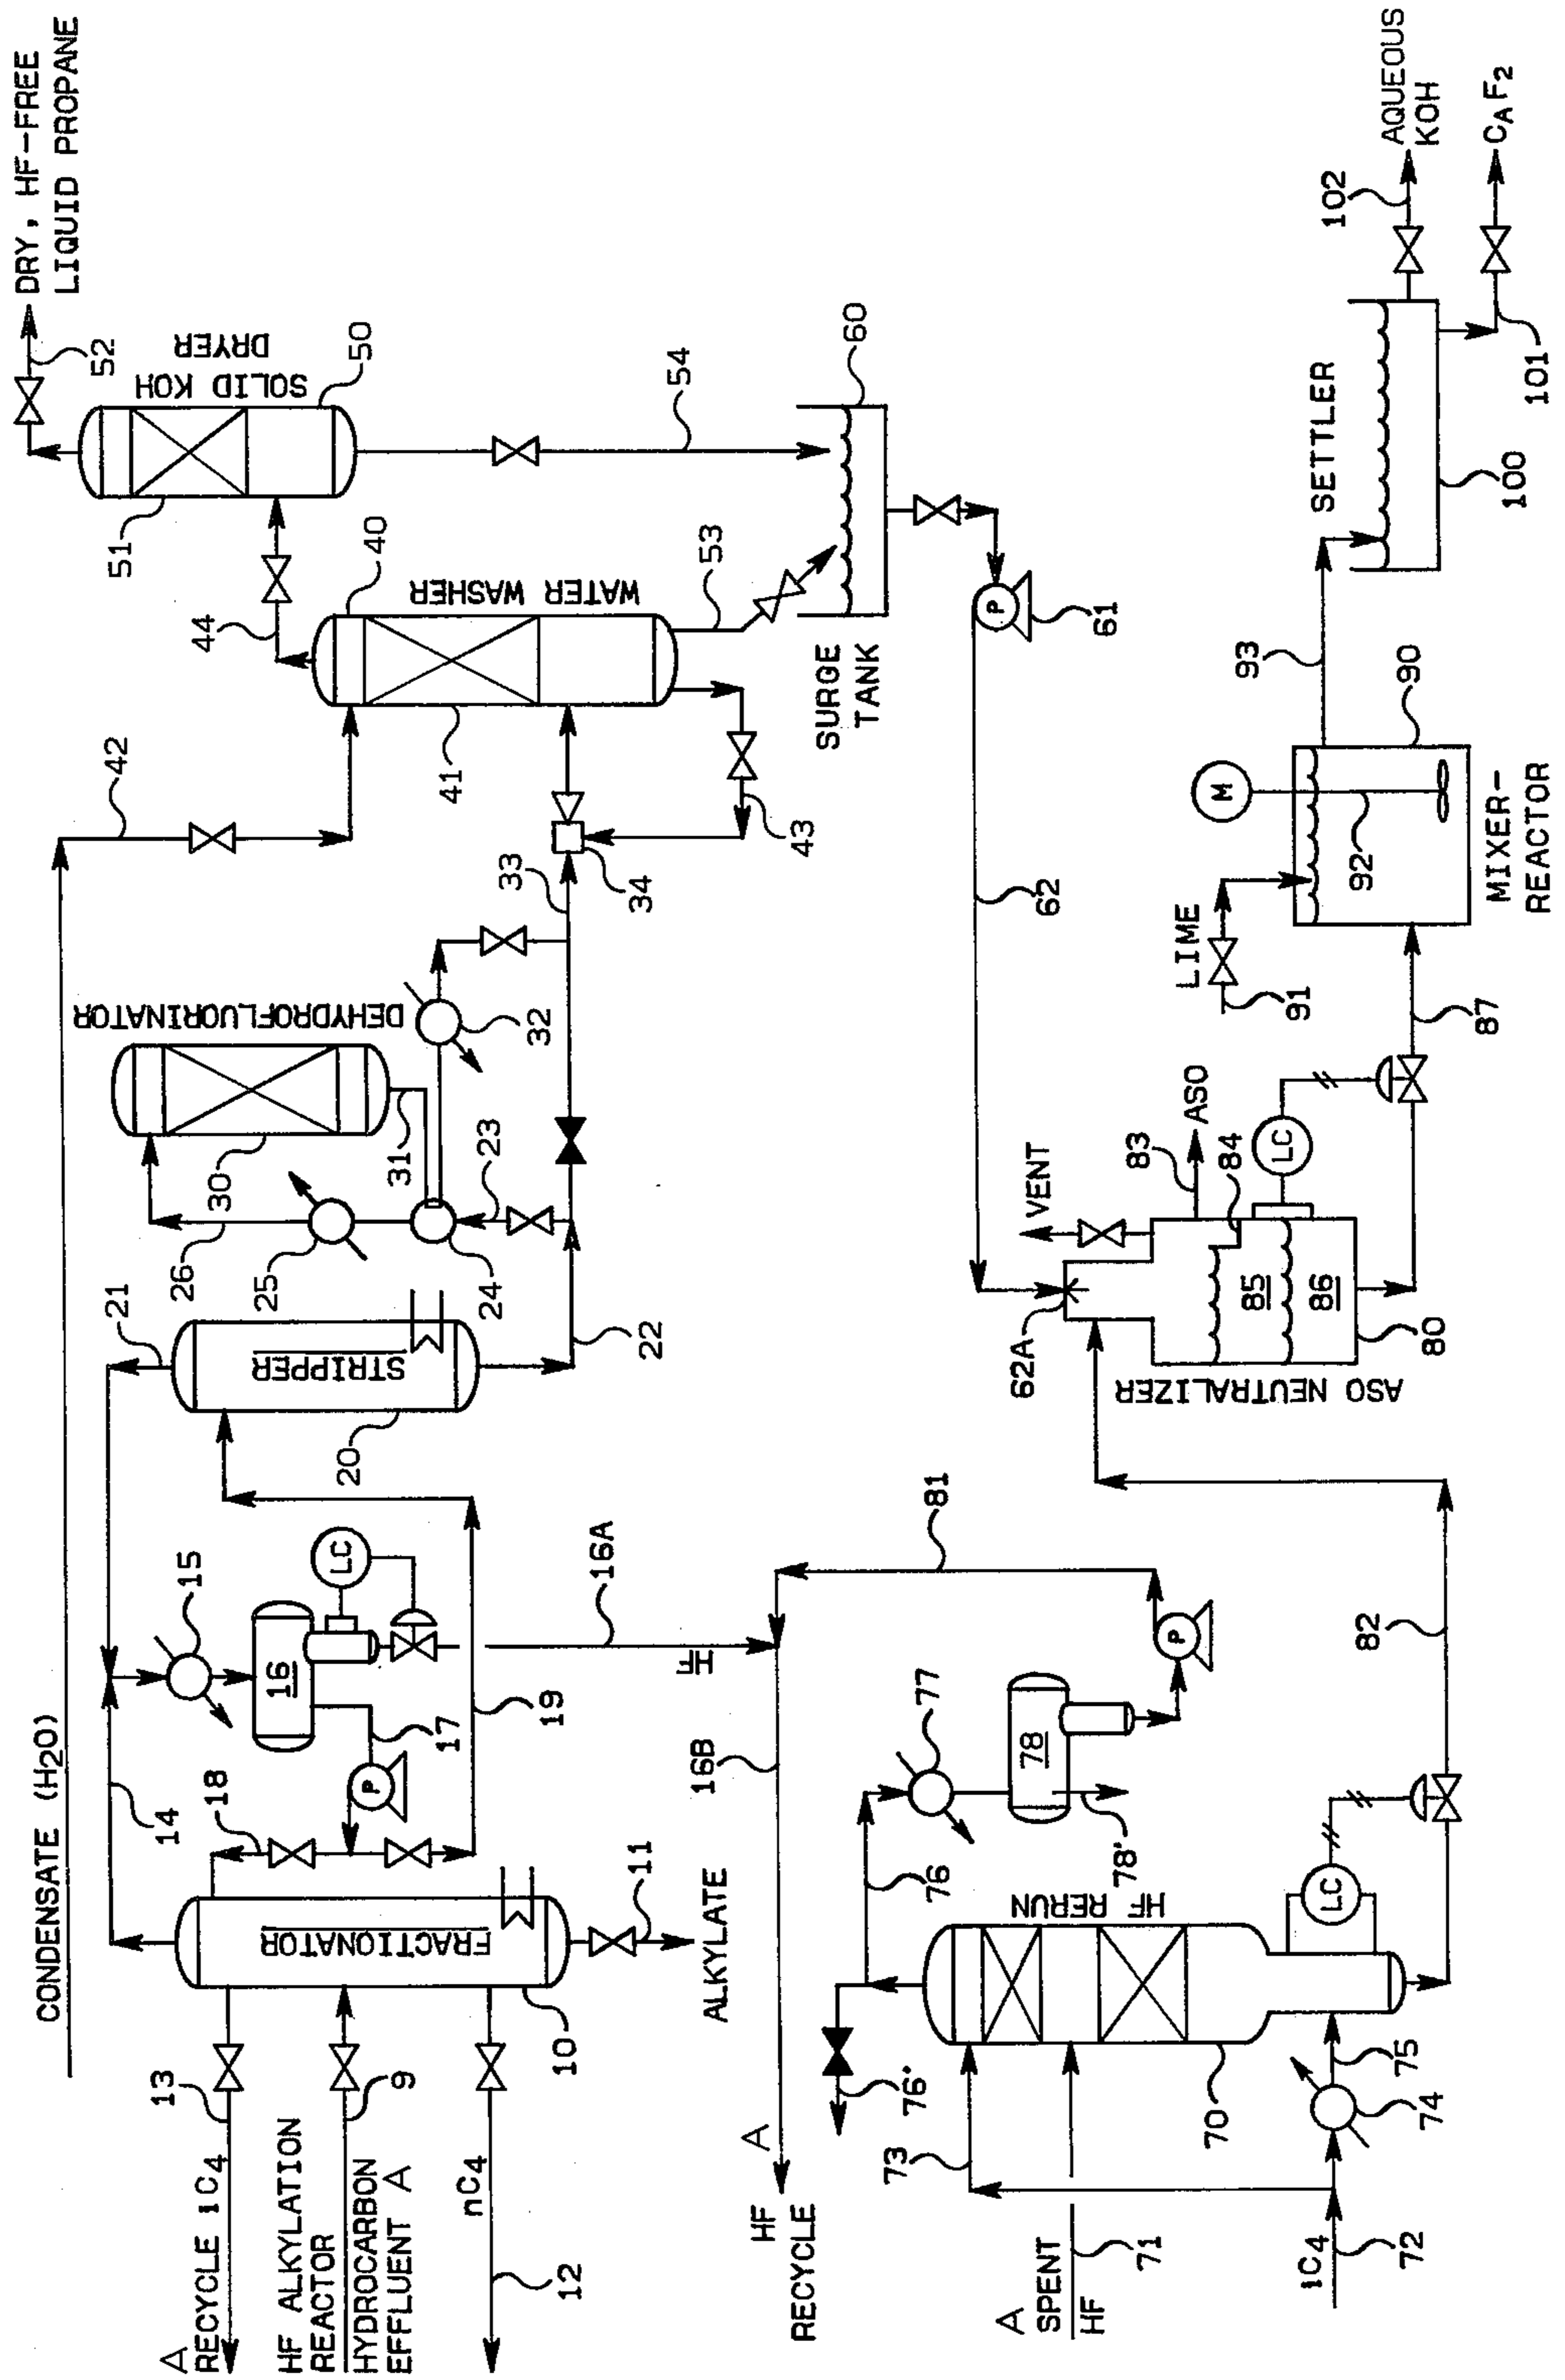 CONDENSATE (H2O)
DRY, HF-FREE
LIQUID PROPANE
52
SOLID KOH
DRYER
50
51
54
60
42
44
40
WATER WASHER
41
53
SURGE
TANK
43
34
33
61
P
62
DEHYDROFLUORINATOR
30
31
32
26
25
24
23
22
21
STRIPPER
20
14
15
16
LC
16A
HF
17
P
18
19
FRACTIONATOR
10
11
ALKYLATE
13
A
RECYCLE iC4
HF ALKYLATION
REACTOR
HYDROCARBON
EFFLUENT A
9
nC4
12
HF
RECYCLE
A
16B
81
P
76
76'
77
78
78'
HF RERUN
LC
70
73
A
SPENT
HF
71
iC4
72
74
75
82
62A
VENT
83
ASO
84
85
86
LC
80
ASO NEUTRALIZER
87
LIME
91
M
92
90
MIXER-
REACTOR
93
SETTLER
100
102
AQUEOUS
KOH
CAF2
101